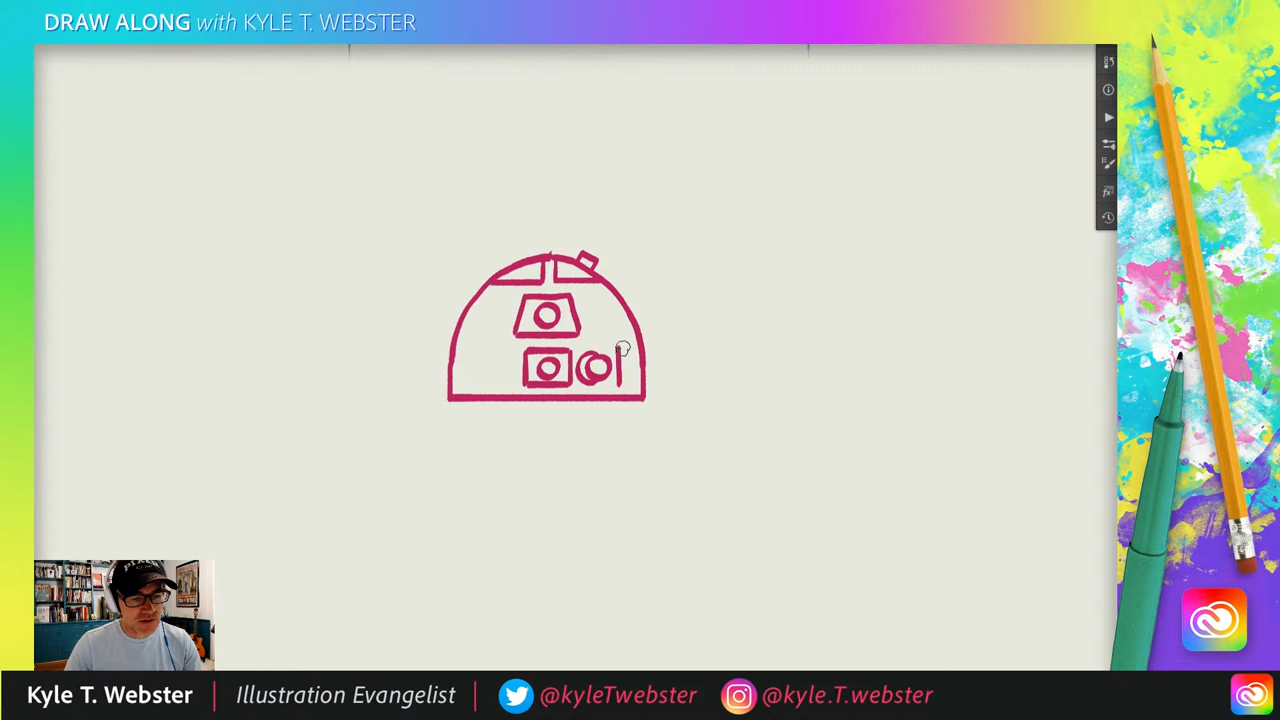 DRAW ALONG with KYLE T. WEBSTER
Kyle T. Webster | Illustration Evangelist | @kyleTwebster @kyle.T.webster